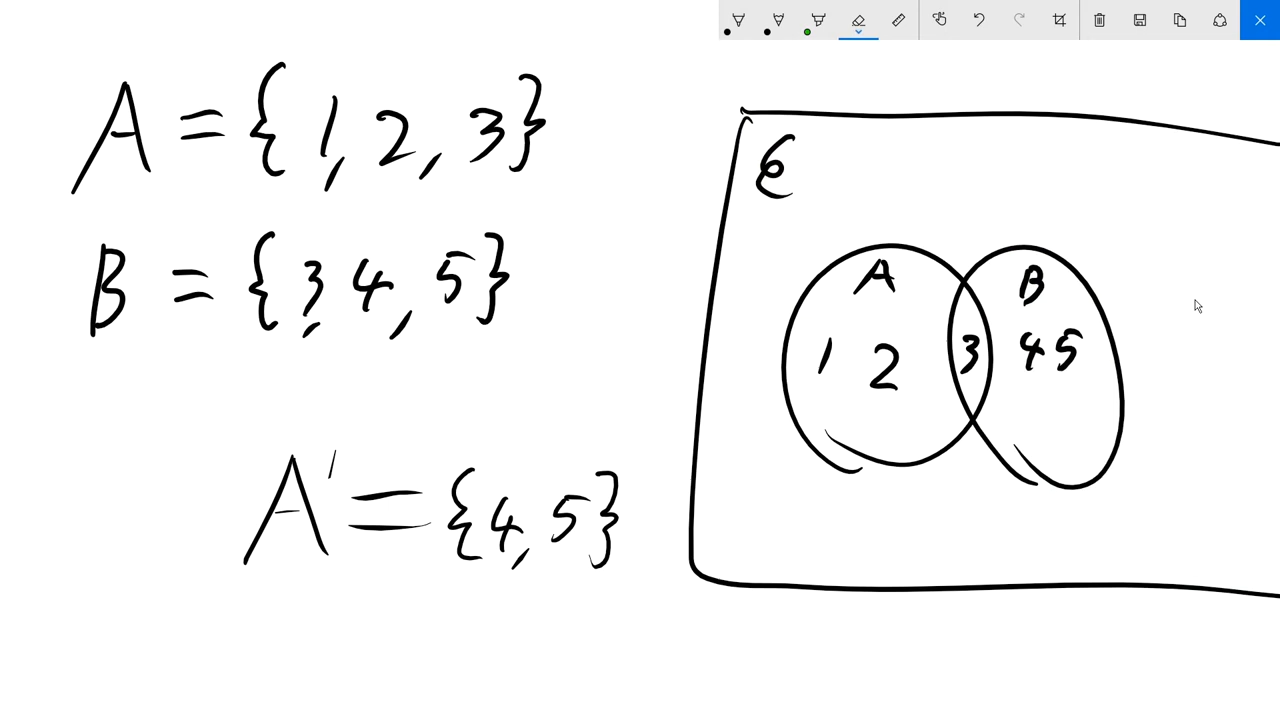 A = {1, 2, 3}
B = {3, 4, 5}
A' = {4, 5}
ℰ
A B
1 2 3 4 5